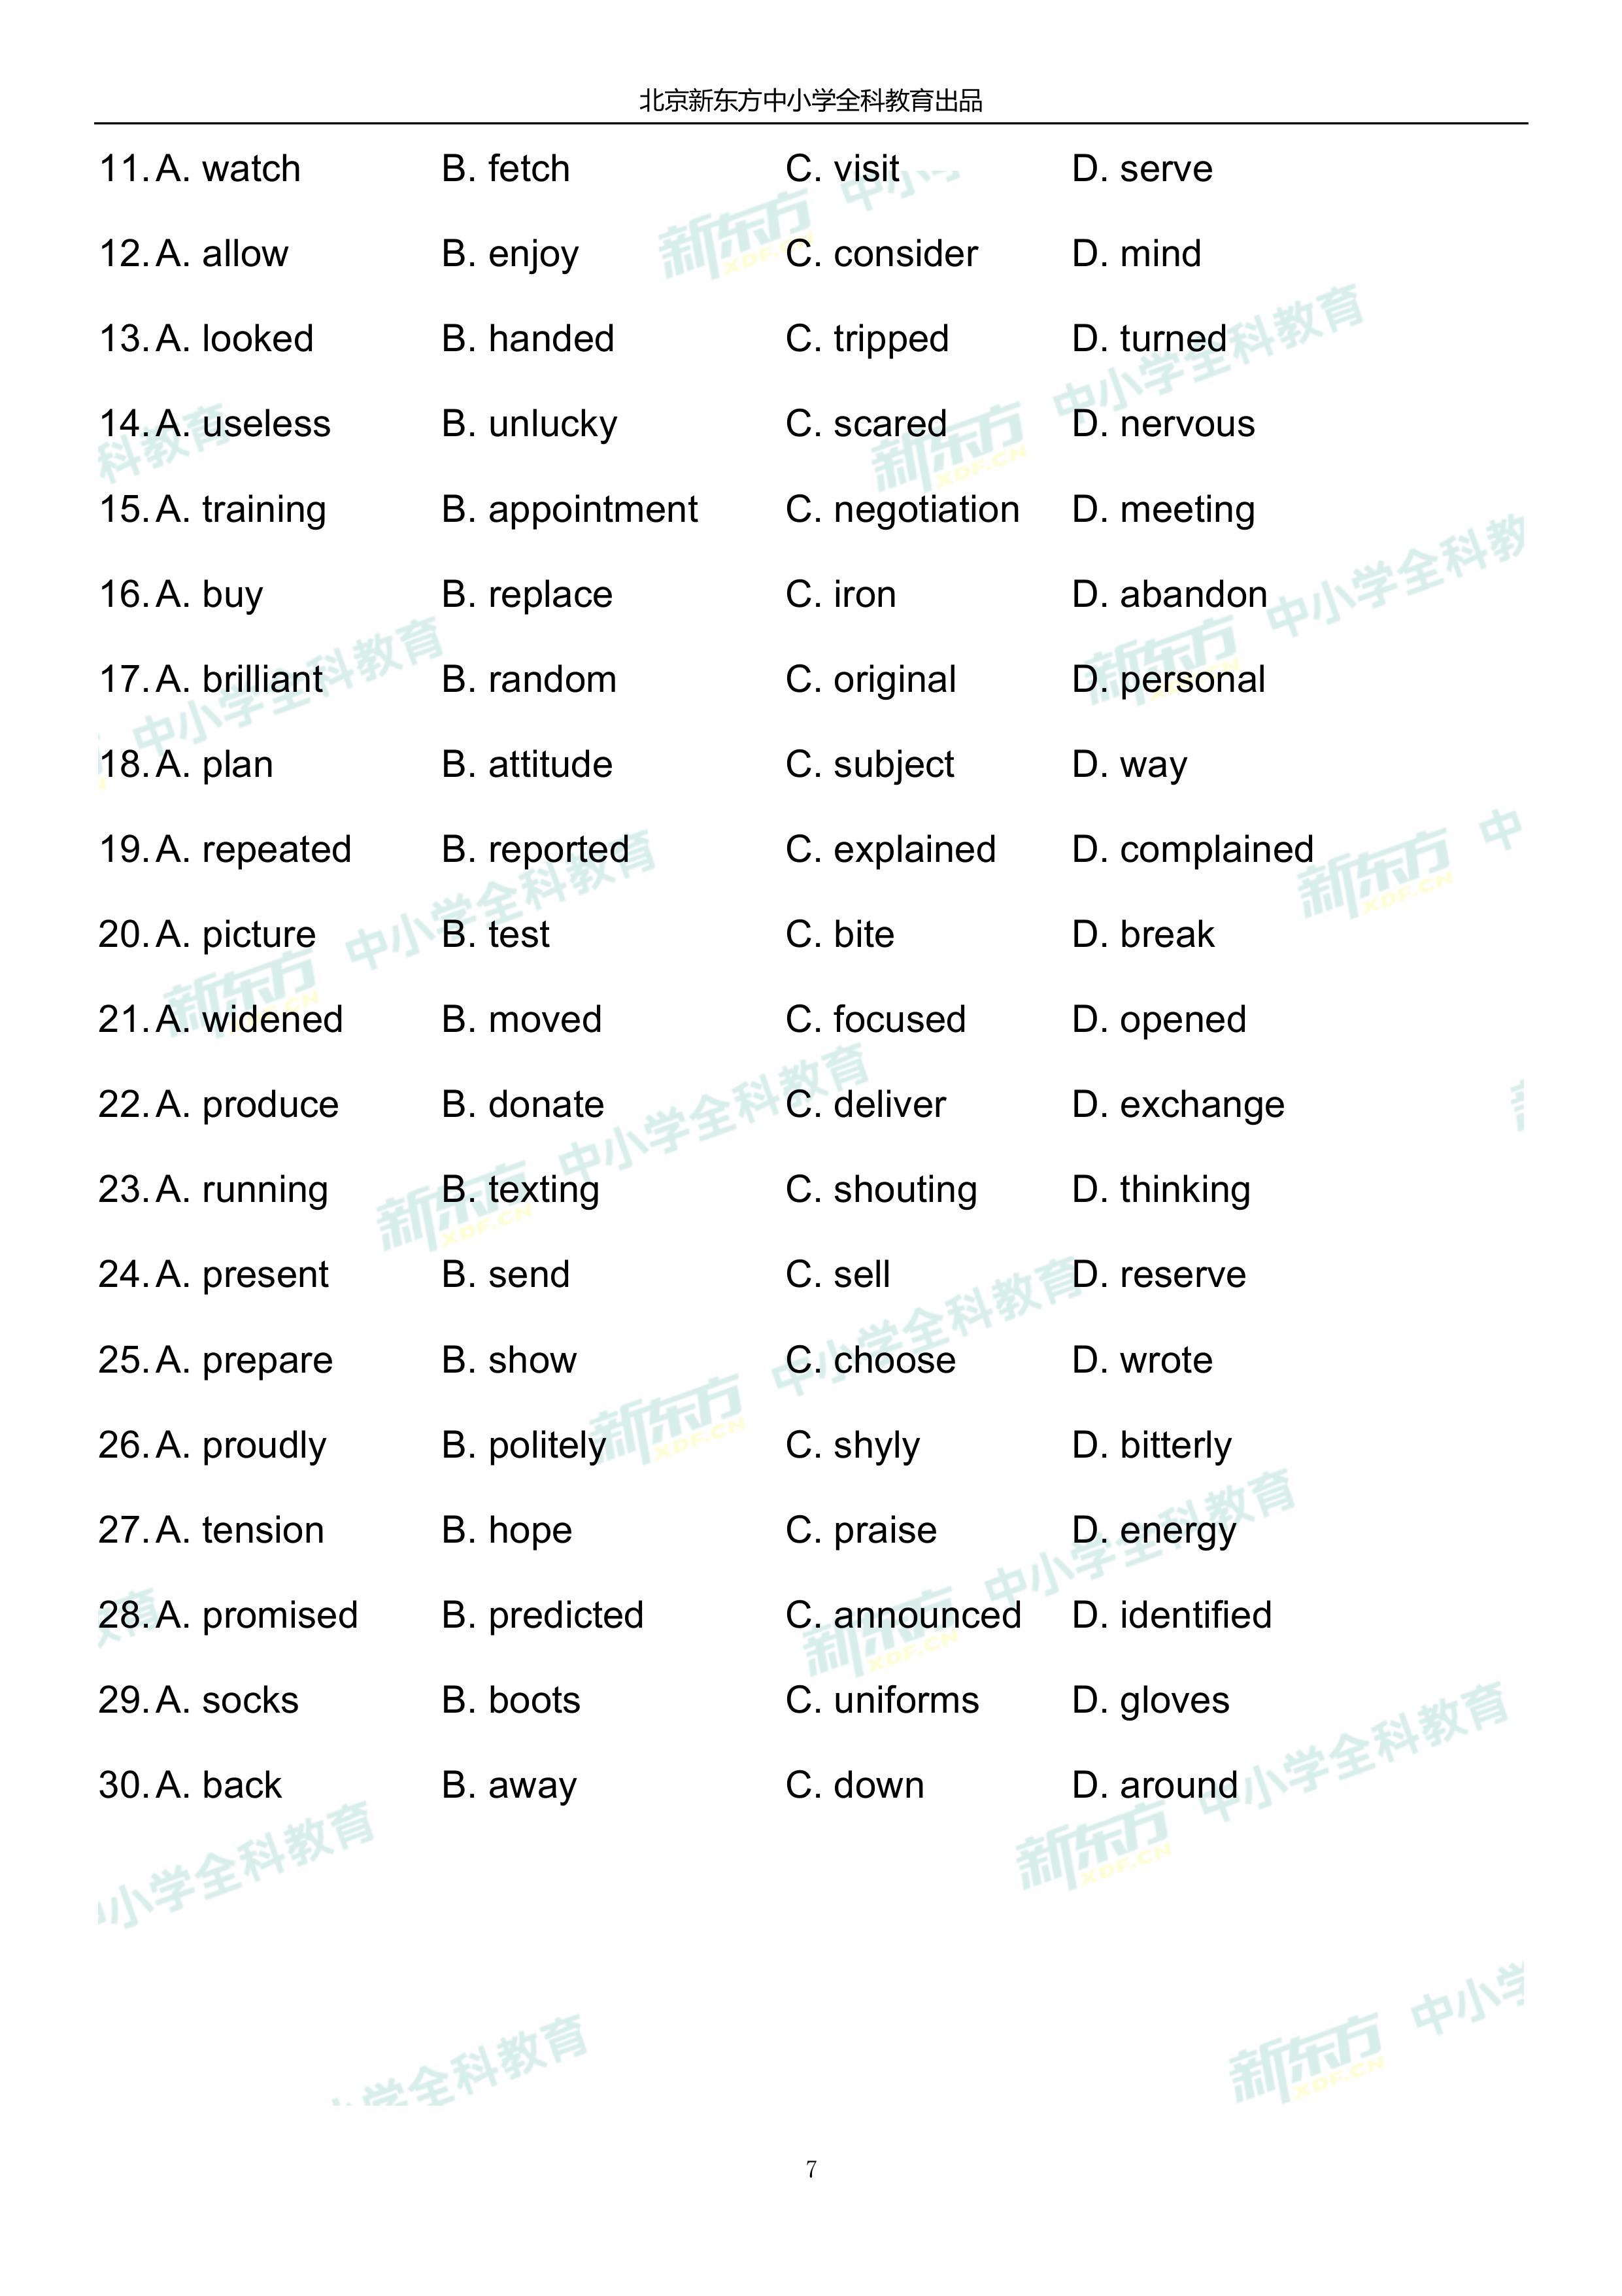 北京新东方中小学全科教育出品
11. A. watch B. fetch C. visit D. serve
12. A. allow B. enjoy C. consider D. mind
13. A. looked B. handed C. tripped D. turned
14. A. useless B. unlucky C. scared D. nervous
15. A. training B. appointment C. negotiation D. meeting
16. A. buy B. replace C. iron D. abandon
17. A. brilliant B. random C. original D. personal
18. A. plan B. attitude C. subject D. way
19. A. repeated B. reported C. explained D. complained
20. A. picture B. test C. bite D. break
21. A. widened B. moved C. focused D. opened
22. A. produce B. donate C. deliver D. exchange
23. A. running B. texting C. shouting D. thinking
24. A. present B. send C. sell D. reserve
25. A. prepare B. show C. choose D. wrote
26. A. proudly B. politely C. shyly D. bitterly
27. A. tension B. hope C. praise D. energy
28. A. promised B. predicted C. announced D. identified
29. A. socks B. boots C. uniforms D. gloves
30. A. back B. away C. down D. around
7